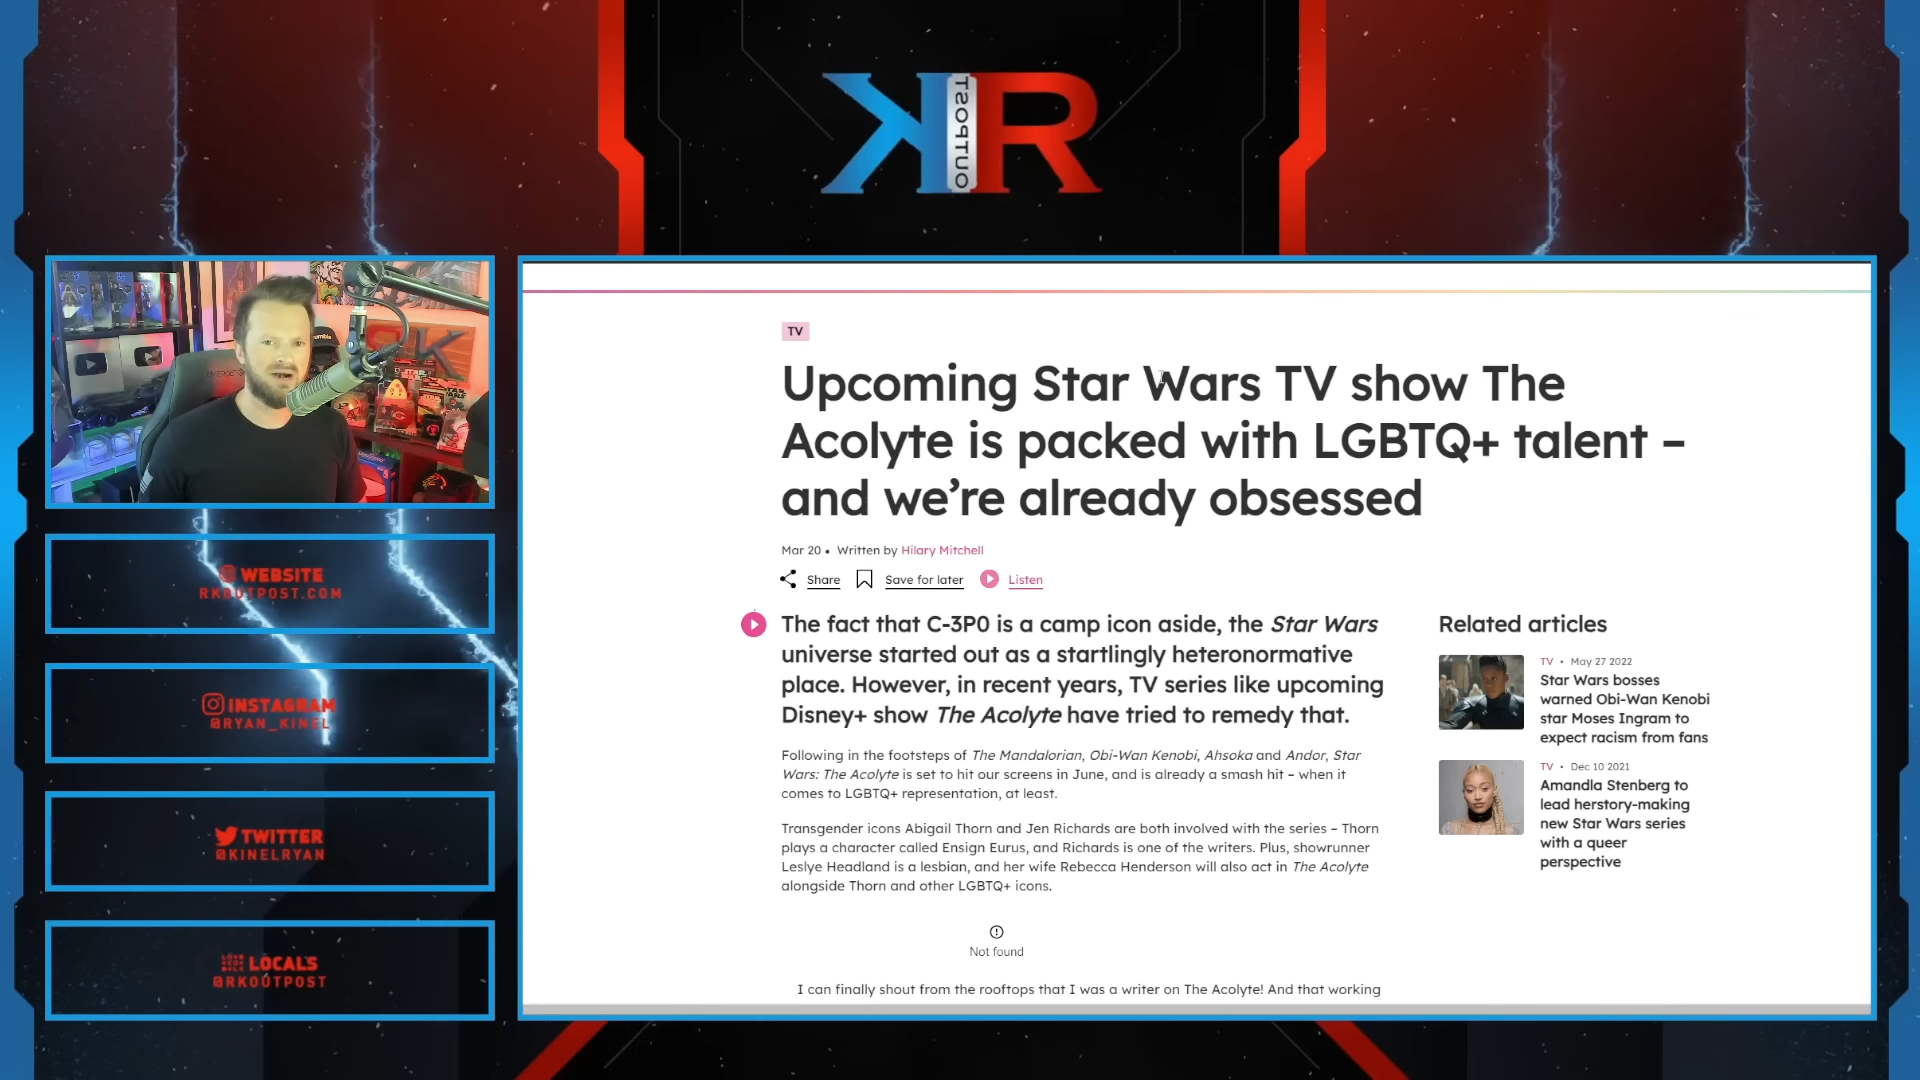 K OUTPOST R
WEBSITE
RKOUTPOST.COM
INSTAGRAM
@RYAN_KINEL
TWITTER
@KINELRYAN
LOCALS
@RKOUTPOST
TV
Upcoming Star Wars TV show The
Acolyte is packed with LGBTQ+ talent –
and we’re already obsessed
Mar 20 • Written by Hilary Mitchell
Share Save for later Listen
The fact that C-3P0 is a camp icon aside, the Star Wars
universe started out as a startlingly heteronormative
place. However, in recent years, TV series like upcoming
Disney+ show The Acolyte have tried to remedy that.
Following in the footsteps of The Mandalorian, Obi-Wan Kenobi, Ahsoka and Andor, Star
Wars: The Acolyte is set to hit our screens in June, and is already a smash hit – when it
comes to LGBTQ+ representation, at least.
Transgender icons Abigail Thorn and Jen Richards are both involved with the series – Thorn
plays a character called Ensign Eurus, and Richards is one of the writers. Plus, showrunner
Leslye Headland is a lesbian, and her wife Rebecca Henderson will also act in The Acolyte
alongside Thorn and other LGBTQ+ icons.
Not found
I can finally shout from the rooftops that I was a writer on The Acolyte! And that working
Related articles
TV • May 27 2022
Star Wars bosses
warned Obi-Wan Kenobi
star Moses Ingram to
expect racism from fans
TV • Dec 10 2021
Amandla Stenberg to
lead herstory-making
new Star Wars series
with a queer
perspective